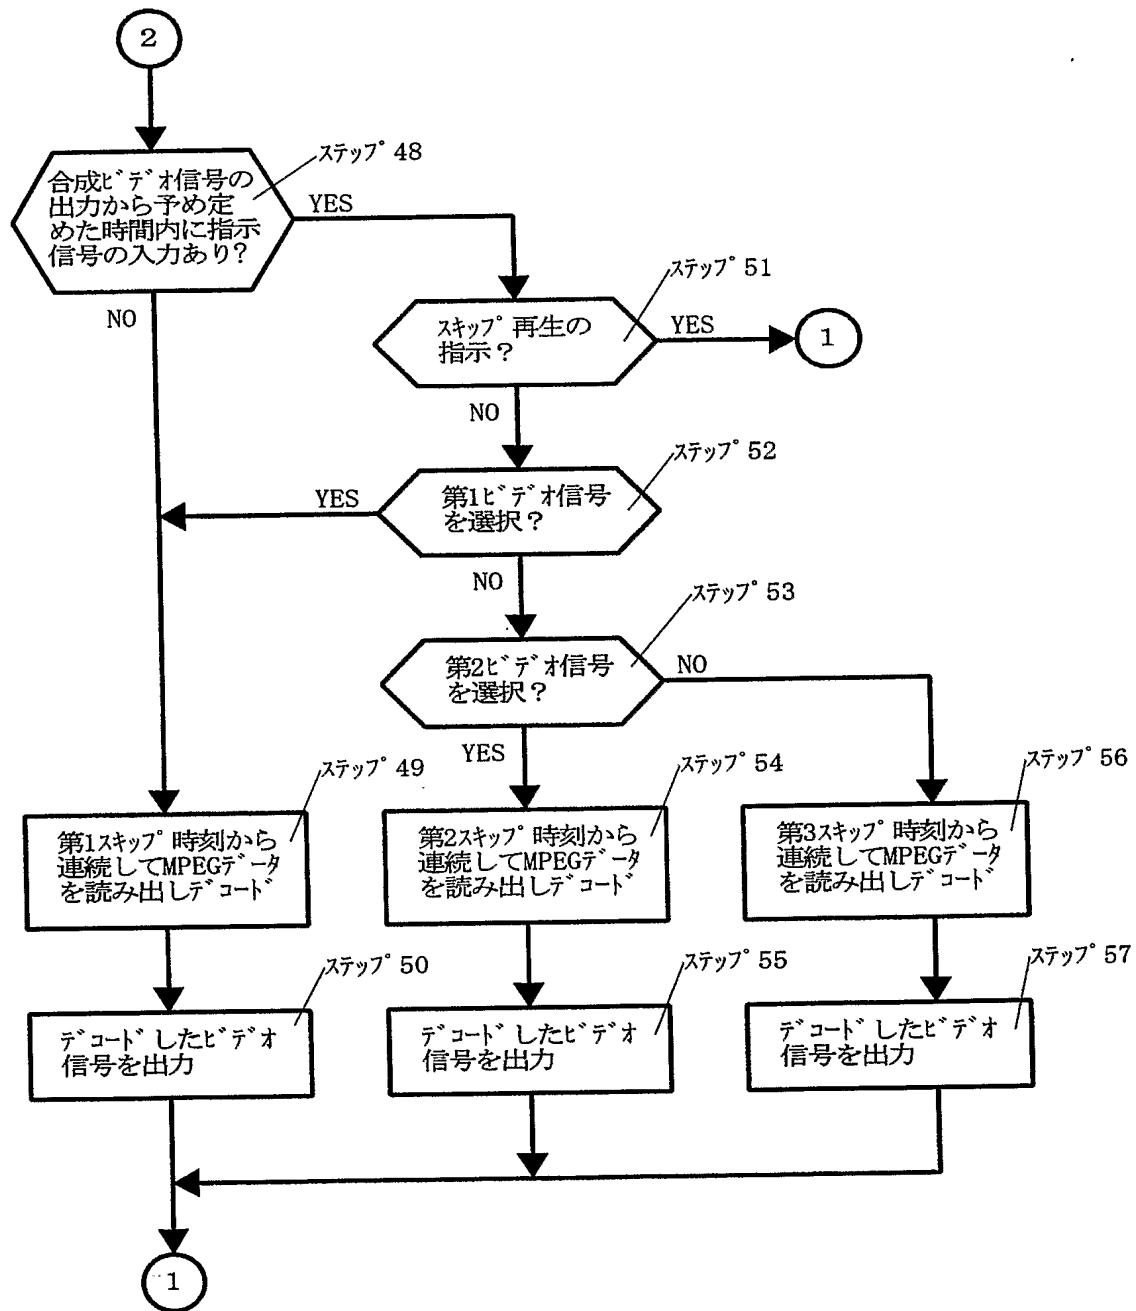 2
ステップ48
合成ビデオ信号の
出力から予め定
めた時間内に指示
信号の入力あり?
YES
NO
ステップ51
スキップ再生の
指示?
YES
1
NO
ステップ52
第1ビデオ信号
を選択?
YES
NO
ステップ53
第2ビデオ信号
を選択?
NO
YES
ステップ49
第1スキップ時刻から
連続してMPEGデータ
を読み出しデコード
ステップ54
第2スキップ時刻から
連続してMPEGデータ
を読み出しデコード
ステップ56
第3スキップ時刻から
連続してMPEGデータ
を読み出しデコード
ステップ50
デコードしたビデオ
信号を出力
ステップ55
デコードしたビデオ
信号を出力
ステップ57
デコードしたビデオ
信号を出力
1